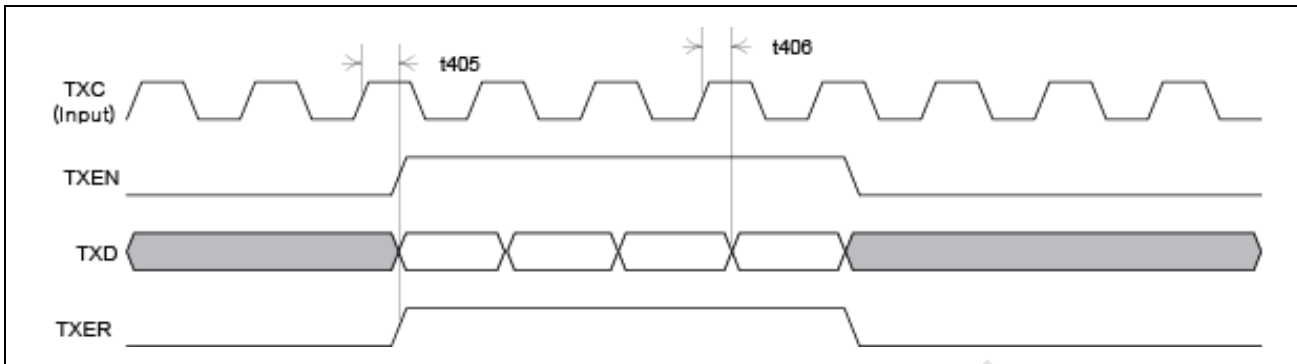 t405
t406
TXC
(Input)
TXEN
TXD
TXER